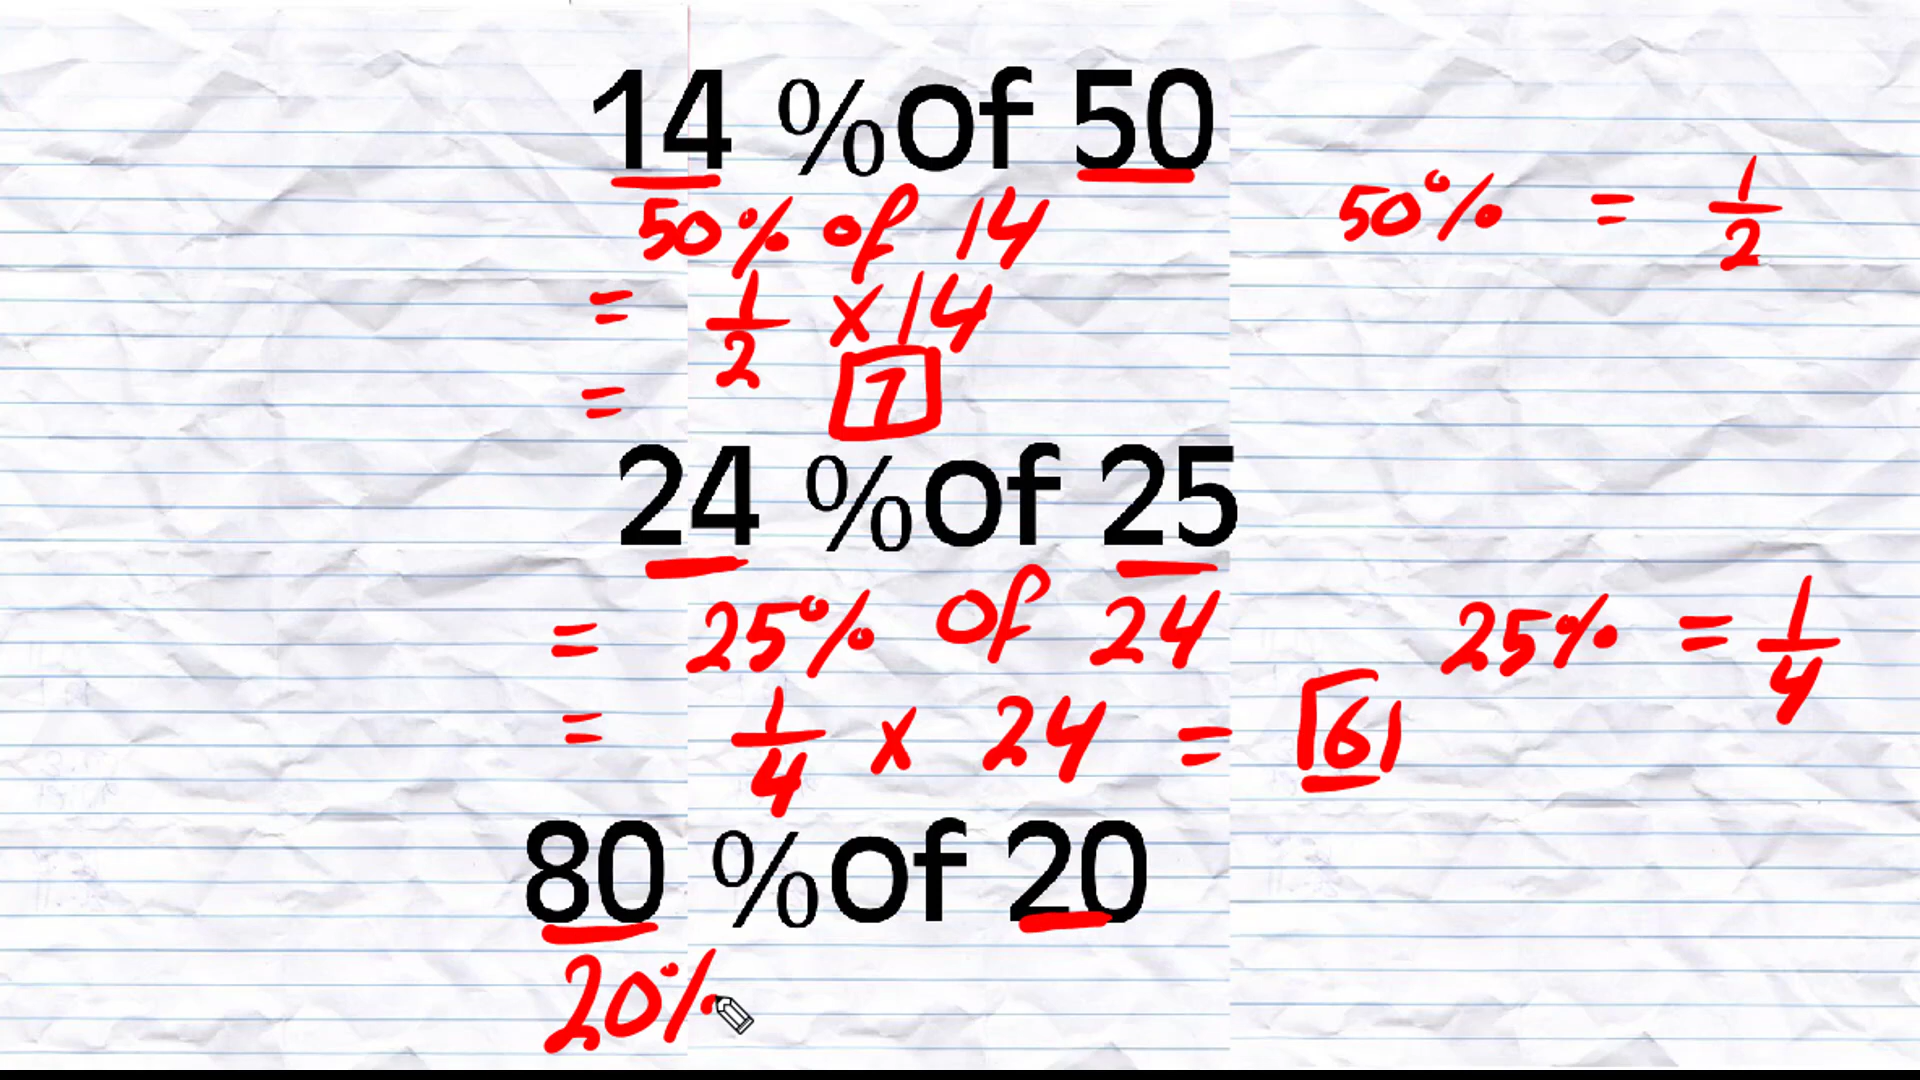 14 %of 50
50% of 14
50% = 1/2
= 1/2 x 14
= 7
24 %of 25
= 25% of 24
25% = 1/4
= 1/4 x 24 = 6
80 %of 20
20%